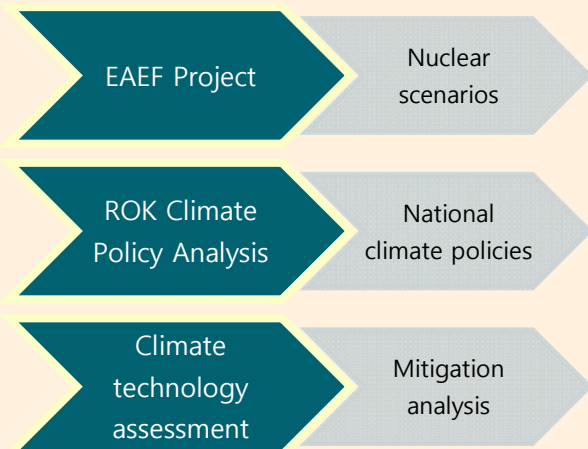 EAEF Project
Nuclear
scenarios
ROK Climate
Policy Analysis
National
climate policies
Climate
technology
assessment
Mitigation
analysis